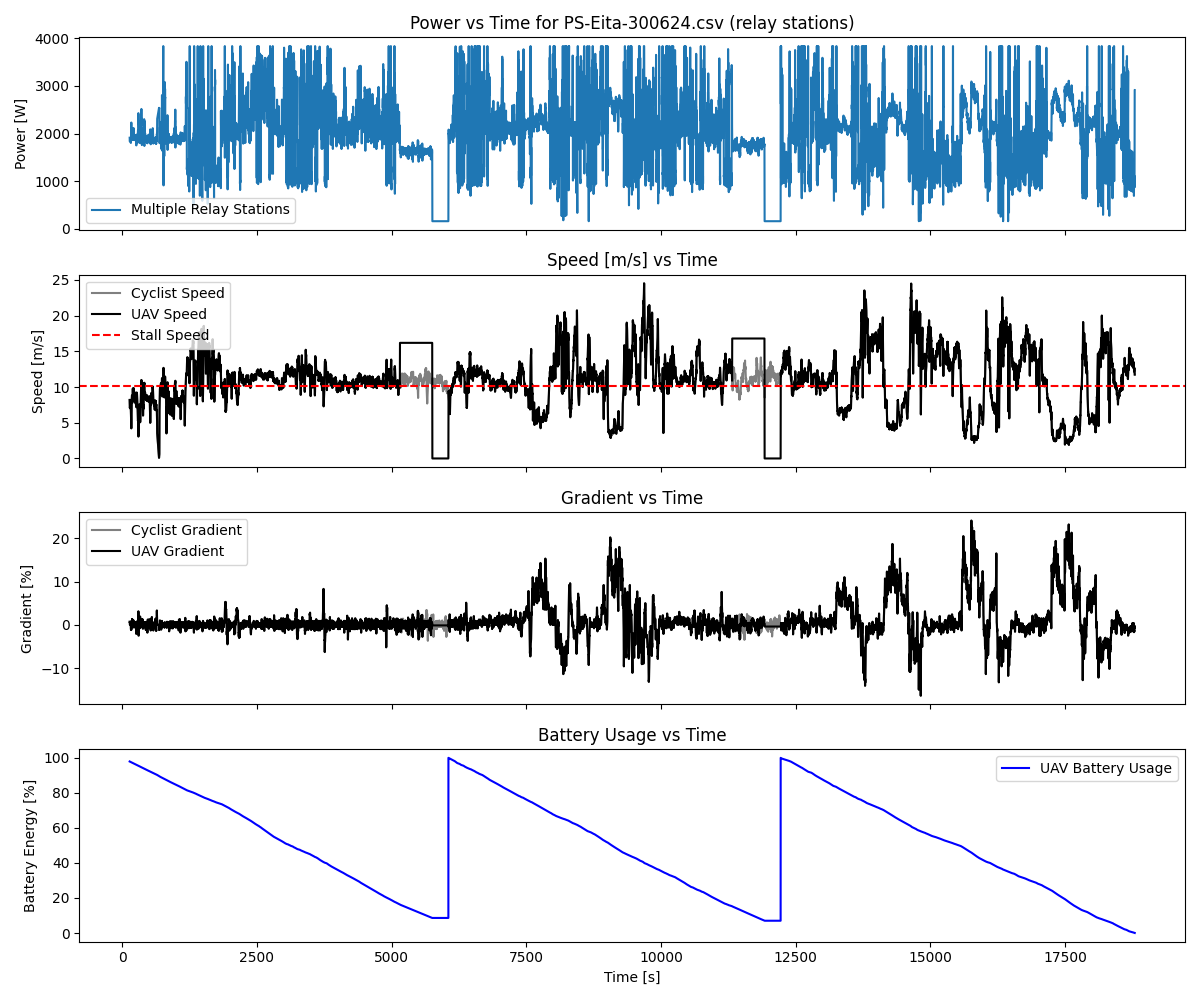 Power vs Time for PS-Eita-300624.csv (relay stations)
4000
3000
2000
1000
0
Power [W]
Multiple Relay Stations
Speed [m/s] vs Time
25
20
15
10
5
0
Speed [m/s]
Cyclist Speed
UAV Speed
Stall Speed
Gradient vs Time
20
10
0
−10
Gradient [%]
Cyclist Gradient
UAV Gradient
Battery Usage vs Time
100
80
60
40
20
0
Battery Energy [%]
UAV Battery Usage
0 2500 5000 7500 10000 12500 15000 17500
Time [s]